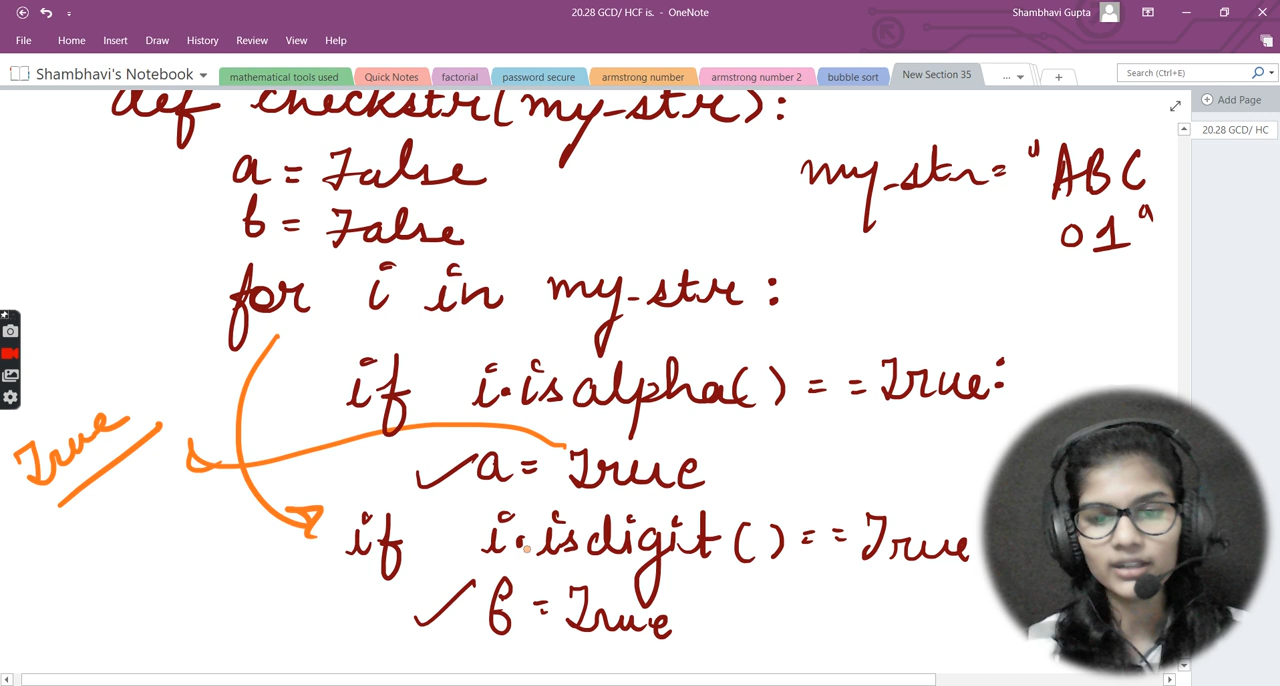 20.28 GCD/ HCF is. - OneNote
Shambhavi Gupta
File Home Insert Draw History Review View Help
Shambhavi's Notebook
mathematical tools used
Quick Notes
factorial
password secure
armstrong number
armstrong number 2
bubble sort
New Section 35
...
+
Search (Ctrl+E)
Add Page
20.28 GCD/ HC
def checkstr(my_str):
a = False
my_str= "ABC
b = False
01"
for i in my_str :
if i.isalpha() == True:
True
a = True
if i.isdigit() == True
b = True